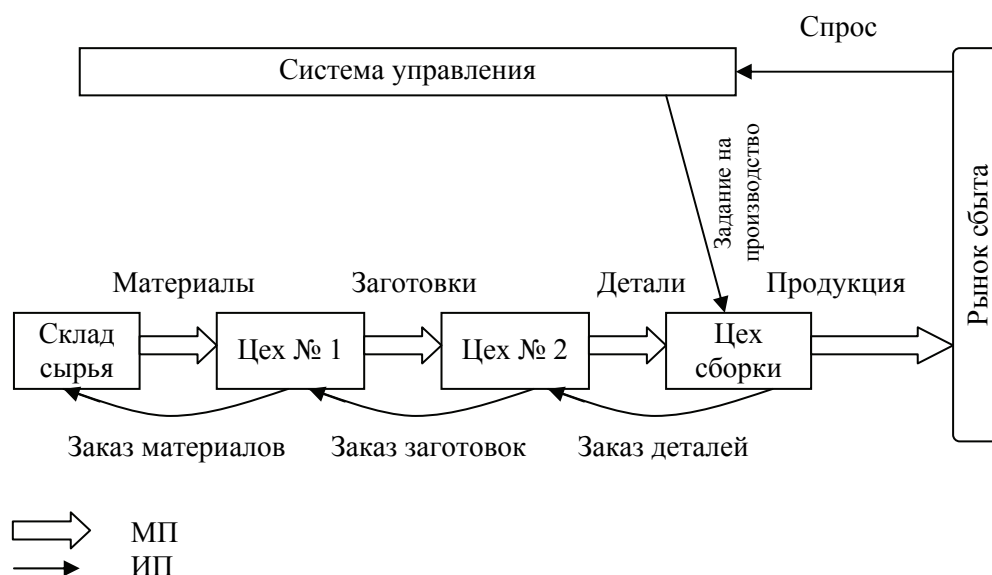 Спрос
Система управления
Задание на
производство
Рынок сбыта
Материалы
Заготовки
Детали
Продукция
Склад
сырья
Цех № 1
Цех № 2
Цех
сборки
Заказ материалов
Заказ заготовок
Заказ деталей
МП
ИП